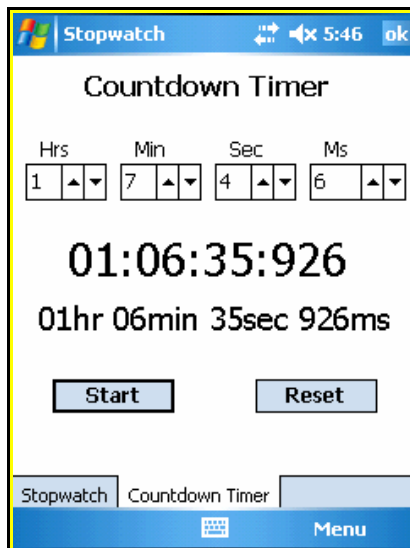 Stopwatch 5:46 ok
Countdown Timer
Hrs Min Sec Ms
1 7 4 6
01:06:35:926
01hr 06min 35sec 926ms
Start Reset
Stopwatch Countdown Timer
Menu